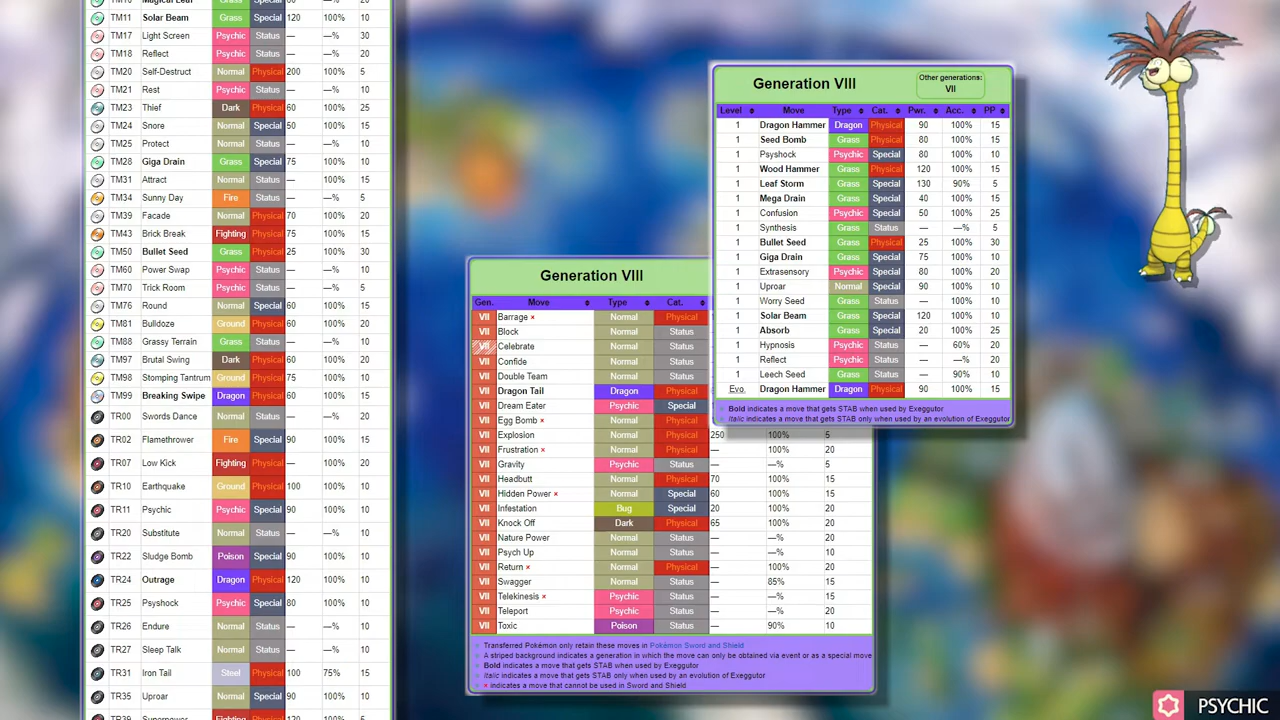 TM11 Solar Beam Grass Special 120 100% 10
TM17 Light Screen Psychic Status — —% 30
TM18 Reflect Psychic Status — —% 20
TM20 Self-Destruct Normal Physical 200 100% 5
TM21 Rest Psychic Status — —% 10
TM23 Thief Dark Physical 60 100% 25
Snore Normal Special 50 100% 15
Protect Normal Status — —% 10
Giga Drain Grass Special 75 100% 10
Attract Normal Status — 100% 15
TM34 Sunny Day Fire Status — —% 5
TM39 Facade Normal Physical 70 100% 20
TM43 Brick Break Fighting Physical 75 100% 15
TM50 Bullet Seed Grass Physical 25 100% 30
Power Swap Psychic Status — —% 10
TM70 Trick Room Psychic Status — —% 5
TM76 Round Normal Special 60 100% 15
TM81 Bulldoze Ground Physical 60 100% 20
TM88 Grassy Terrain Grass Status — —% 10
Brutal Swing Dark Physical 60 100% 20
Stomping Tantrum Ground Physical 75 100% 10
TM99 Breaking Swipe Dragon Physical 60 100% 15
TR00 Swords Dance Normal Status — —% 20
TR02 Flamethrower Fire Special 90 100% 15
TR07 Low Kick Fighting Physical — 100% 20
TR10 Earthquake Ground Physical 100 100% 10
TR11 Psychic Psychic Special 90 100% 10
TR20 Substitute Normal Status — —% 10
TR22 Sludge Bomb Poison Special 90 100% 10
TR24 Outrage Dragon Physical 120 100% 10
TR25 Psyshock Psychic Special 80 100% 10
TR26 Endure Normal Status — —% 10
TR27 Sleep Talk Normal Status — —% 10
TR31 Iron Tail Steel Physical 100 75% 15
TR35 Uproar Normal Special 90 100% 10
TR39 Superpower Fighting Physical 120 100% 5
Generation VIII
Gen. Move Type Cat.
VII Barrage × Normal Physical
VII Block Normal Status
VII Celebrate Normal Status
VII Confide Normal Status
VII Double Team Normal Status
VII Dragon Tail Dragon Physical
VII Dream Eater Psychic Special
VII Egg Bomb × Normal Physical
VII Explosion Normal Physical 250 100% 5
VII Frustration × Normal Physical — 100% 20
VII Gravity Psychic Status — —% 5
VII Headbutt Normal Physical 70 100% 15
VII Hidden Power × Normal Special 60 100% 15
VII Infestation Bug Special 20 100% 20
VII Knock Off Dark Physical 65 100% 20
VII Nature Power Normal Status — —% 20
VII Psych Up Normal Status — —% 10
VII Return × Normal Physical — 100% 20
VII Swagger Normal Status — 85% 15
VII Telekinesis × Psychic Status — —% 15
VII Teleport Psychic Status — —% 20
VII Toxic Poison Status — 90% 10
Transferred Pokémon only retain these moves in Pokémon Sword and Shield
A striped background indicates a generation in which the move can only be obtained via event or as a special move
Bold indicates a move that gets STAB when used by Exeggutor
Italic indicates a move that gets STAB only when used by an evolution of Exeggutor
× indicates a move that cannot be used in Sword and Shield
Generation VIII
Other generations:
VII
Level Move Type Cat. Pwr. Acc. PP
1 Dragon Hammer Dragon Physical 90 100% 15
1 Seed Bomb Grass Physical 80 100% 15
1 Psyshock Psychic Special 80 100% 10
1 Wood Hammer Grass Physical 120 100% 15
1 Leaf Storm Grass Special 130 90% 5
1 Mega Drain Grass Special 40 100% 15
1 Confusion Psychic Special 50 100% 25
1 Synthesis Grass Status — —% 5
1 Bullet Seed Grass Physical 25 100% 30
1 Giga Drain Grass Special 75 100% 10
1 Extrasensory Psychic Special 80 100% 20
1 Uproar Normal Special 90 100% 10
1 Worry Seed Grass Status — 100% 10
1 Solar Beam Grass Special 120 100% 10
1 Absorb Grass Special 20 100% 25
1 Hypnosis Psychic Status — 60% 20
1 Reflect Psychic Status — —% 20
1 Leech Seed Grass Status — 90% 10
Evo. Dragon Hammer Dragon Physical 90 100% 15
Bold indicates a move that gets STAB when used by Exeggutor
Italic indicates a move that gets STAB only when used by an evolution of Exeggutor
PSYCHIC